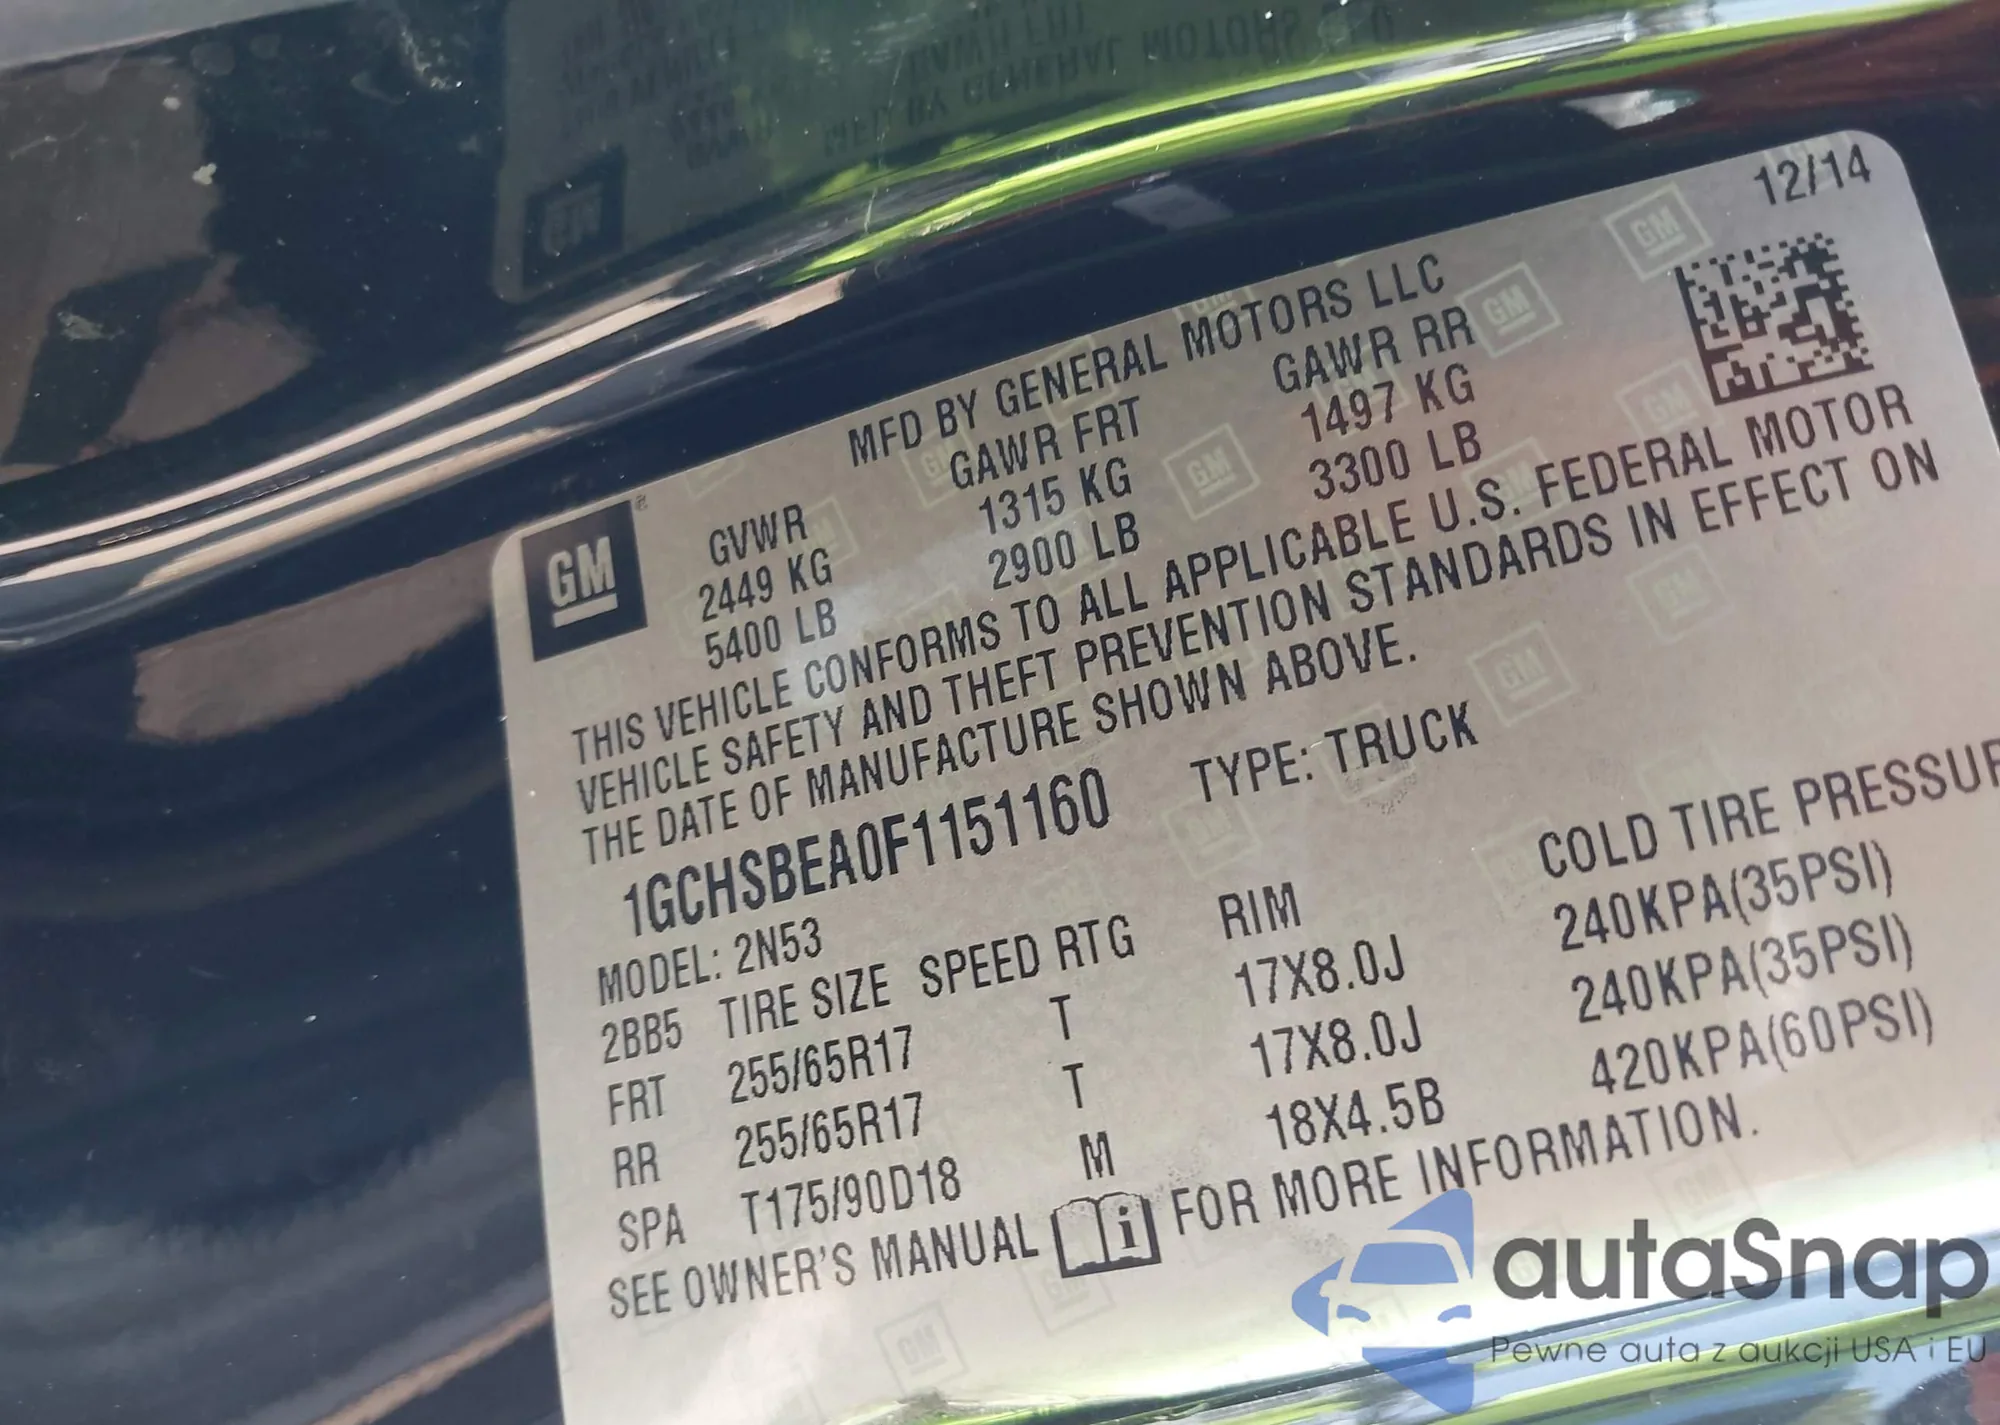 12/14
MFD BY GENERAL MOTORS LLC
GM
GVWR GAWR FRT GAWR RR
2449 KG 1315 KG 1497 KG
5400 LB 2900 LB 3300 LB
THIS VEHICLE CONFORMS TO ALL APPLICABLE U.S. FEDERAL MOTOR
VEHICLE SAFETY AND THEFT PREVENTION STANDARDS IN EFFECT ON
THE DATE OF MANUFACTURE SHOWN ABOVE.
1GCHSBEA0F1151160 TYPE: TRUCK
MODEL: 2N53
2BB5 TIRE SIZE SPEED RTG RIM COLD TIRE PRESSUR
FRT 255/65R17 T 17X8.0J 240KPA(35PSI)
RR 255/65R17 T 17X8.0J 240KPA(35PSI)
SPA T175/90D18 M 18X4.5B 420KPA(60PSI)
SEE OWNER'S MANUAL i FOR MORE INFORMATION.
autaSnap
Pewne auta z aukcji USA i EU